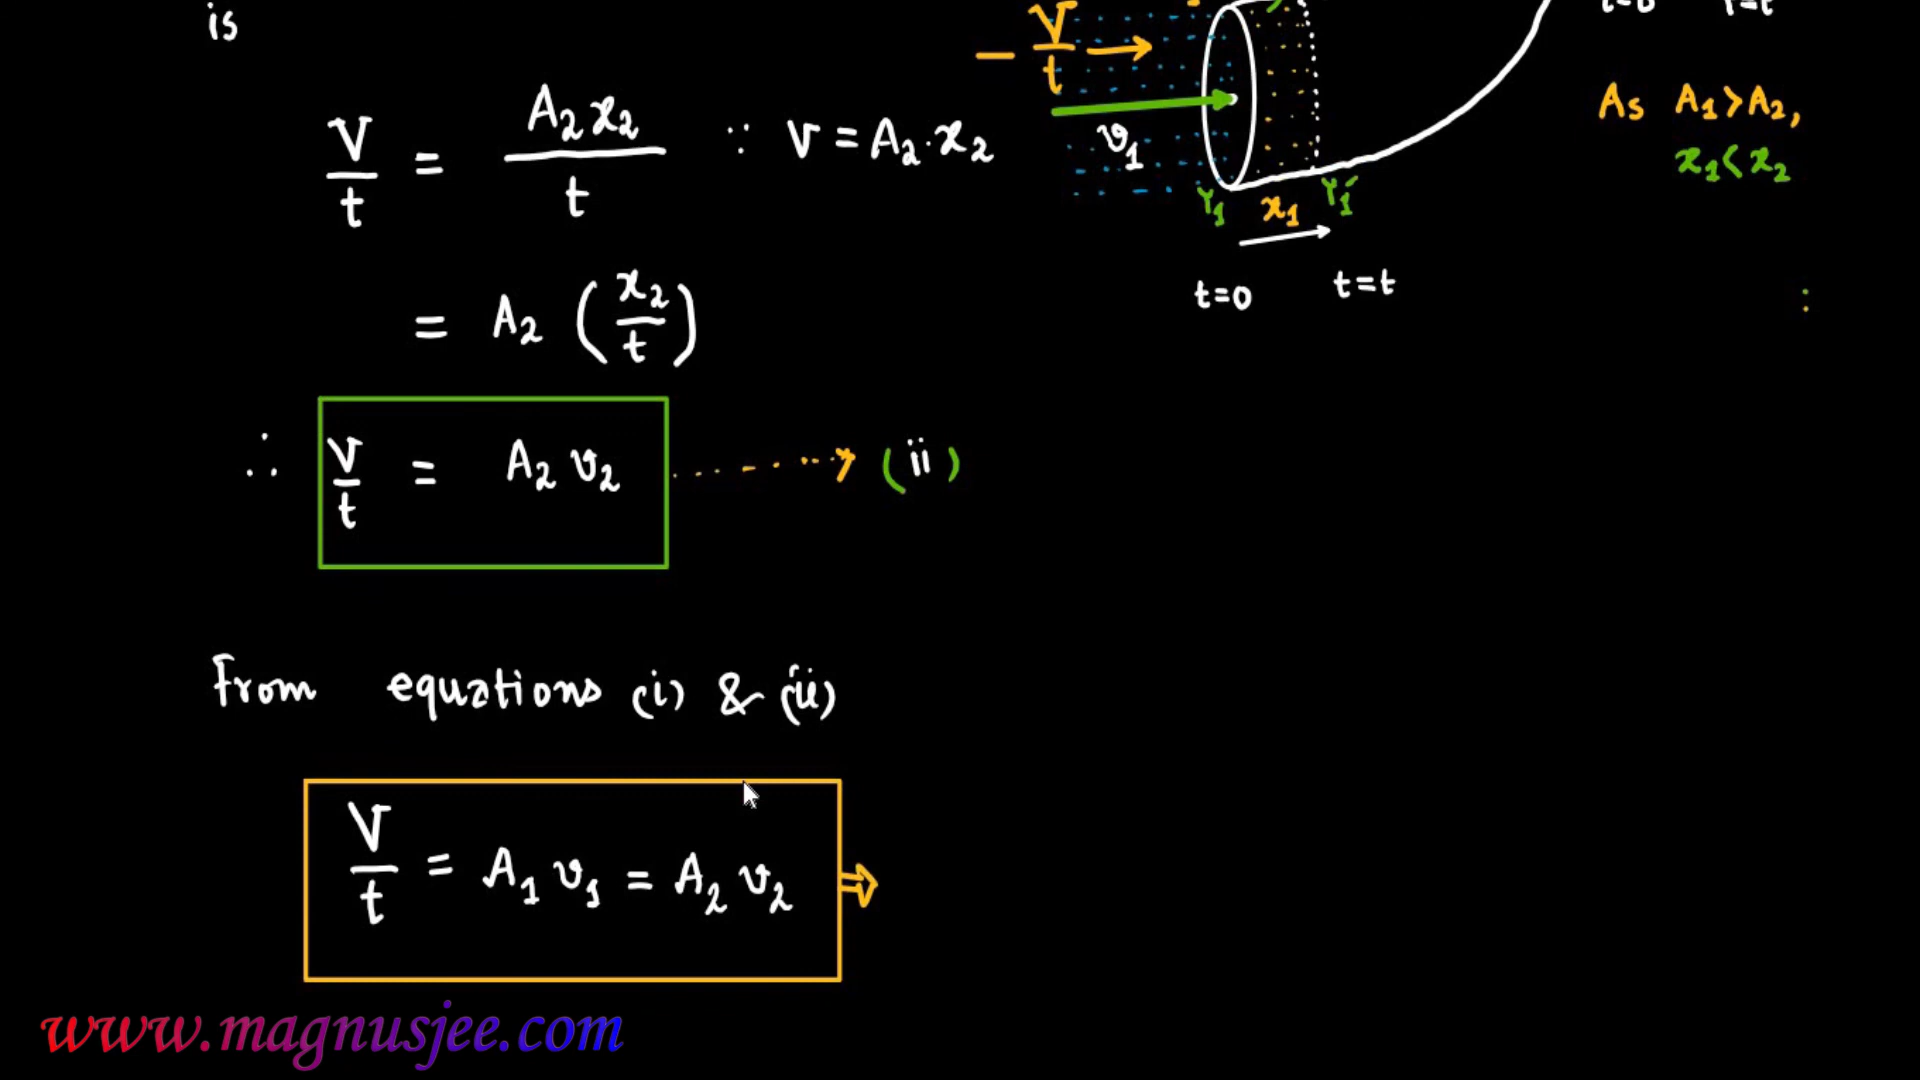 is
V/t = A₂x₂/t ∵ V = A₂·x₂
= A₂ (x₂/t)
∴ V/t = A₂v₂ (ii)
From equations (i) & (ii)
V/t = A₁v₁ = A₂v₂ ⇒
– V/t →
v₁
Y₁ x₁ Y₁′
t=0 t=t
t=0 t=t
As A₁>A₂,
x₁<x₂
:
www.magnusjee.com